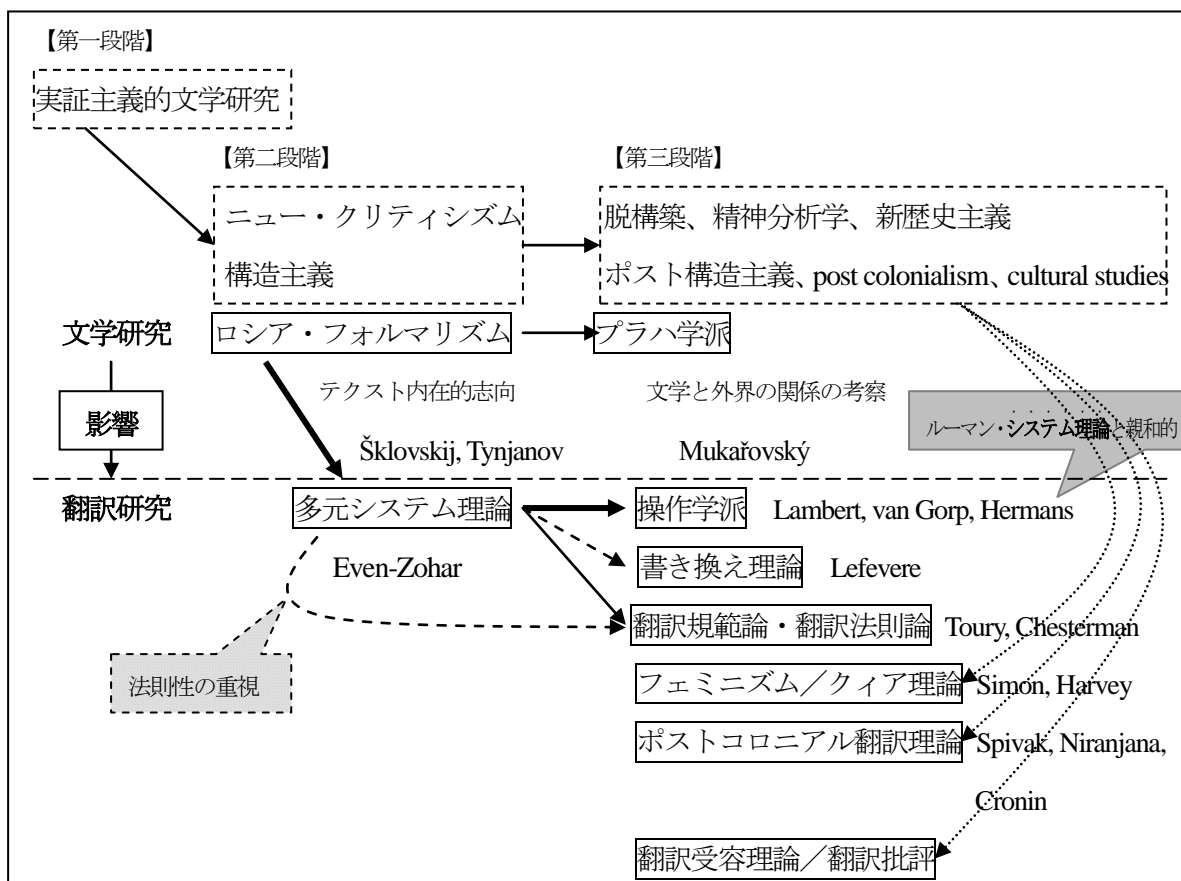 【第一段階】
実証主義的文学研究
【第二段階】
【第三段階】
ニュー・クリティシズム
構造主義
脱構築、精神分析学、新歴史主義
ポスト構造主義、post colonialism、cultural studies
文学研究
ロシア・フォルマリズム
プラハ学派
影響
テクスト内在的志向
文学と外界の関係の考察
ルーマン・システム理論と親和的
Šklovskij, Tynjanov
Mukařovský
翻訳研究
多元システム理論
操作学派
Lambert, van Gorp, Hermans
Even-Zohar
書き換え理論
Lefevere
翻訳規範論・翻訳法則論
Toury, Chesterman
法則性の重視
フェミニズム／クィア理論
Simon, Harvey
ポストコロニアル翻訳理論
Spivak, Niranjana,
Cronin
翻訳受容理論／翻訳批評